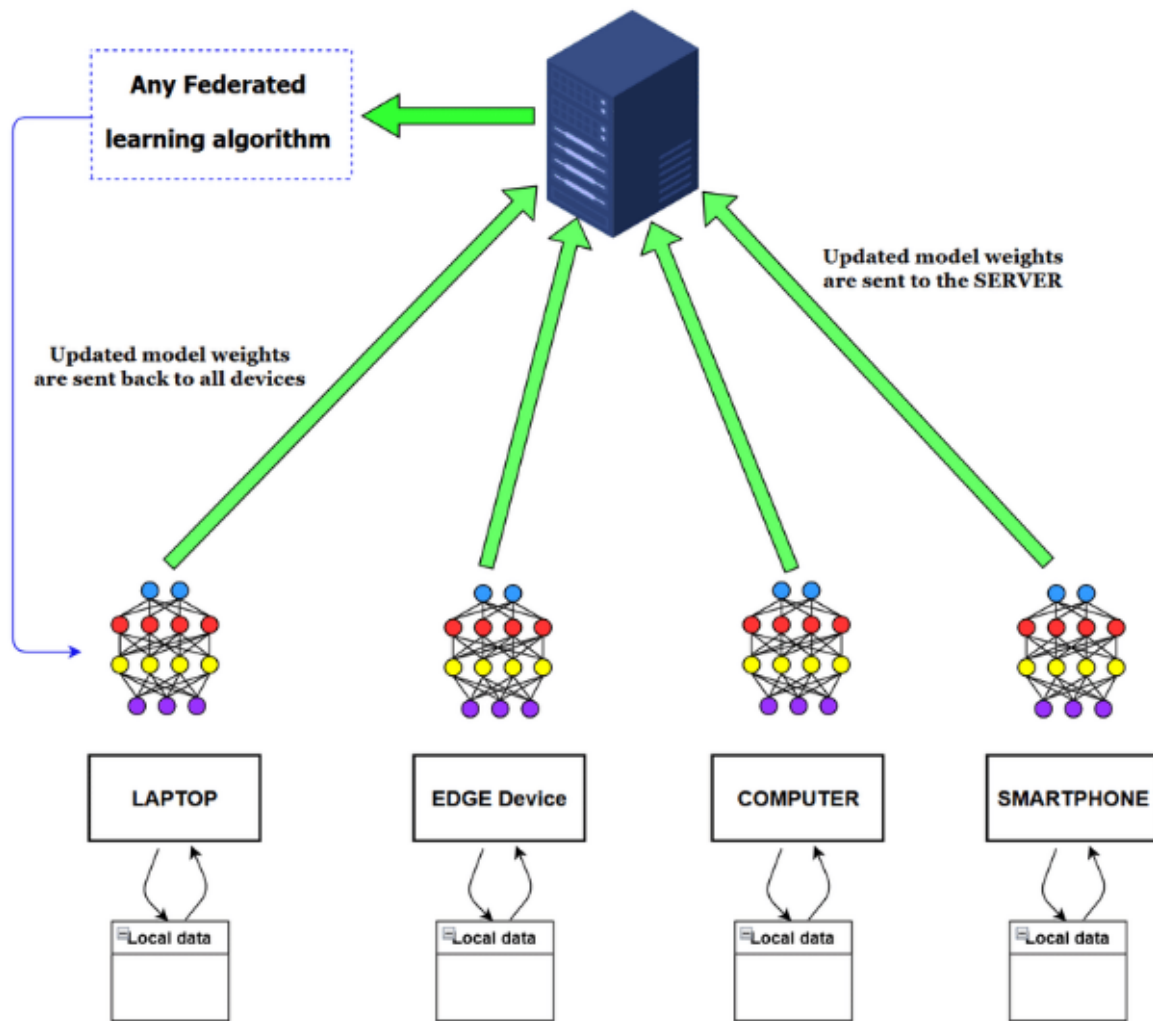 Any Federated
learning algorithm
Updated model weights
are sent to the SERVER
Updated model weights
are sent back to all devices
LAPTOP
EDGE Device
COMPUTER
SMARTPHONE
Local data
Local data
Local data
Local data